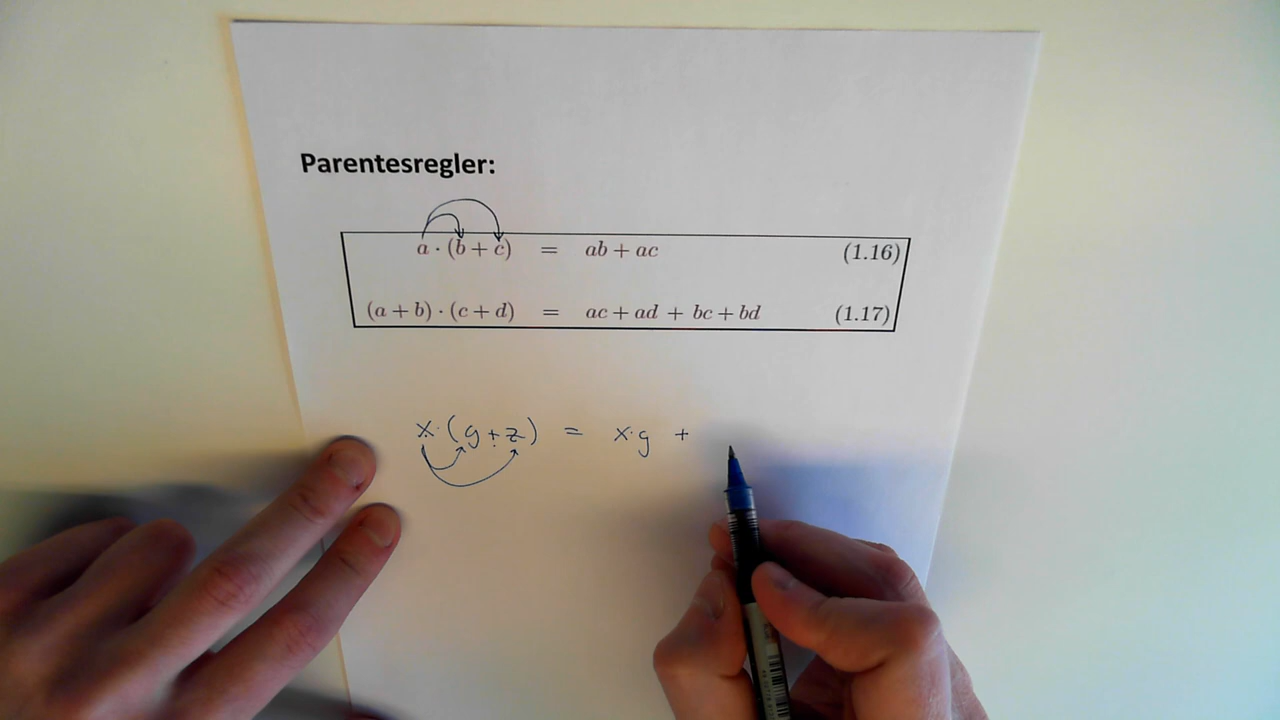 Parentesregler:
a · (b + c) = ab + ac (1.16)
(a + b) · (c + d) = ac + ad + bc + bd (1.17)
x·(y+z) = x·y +